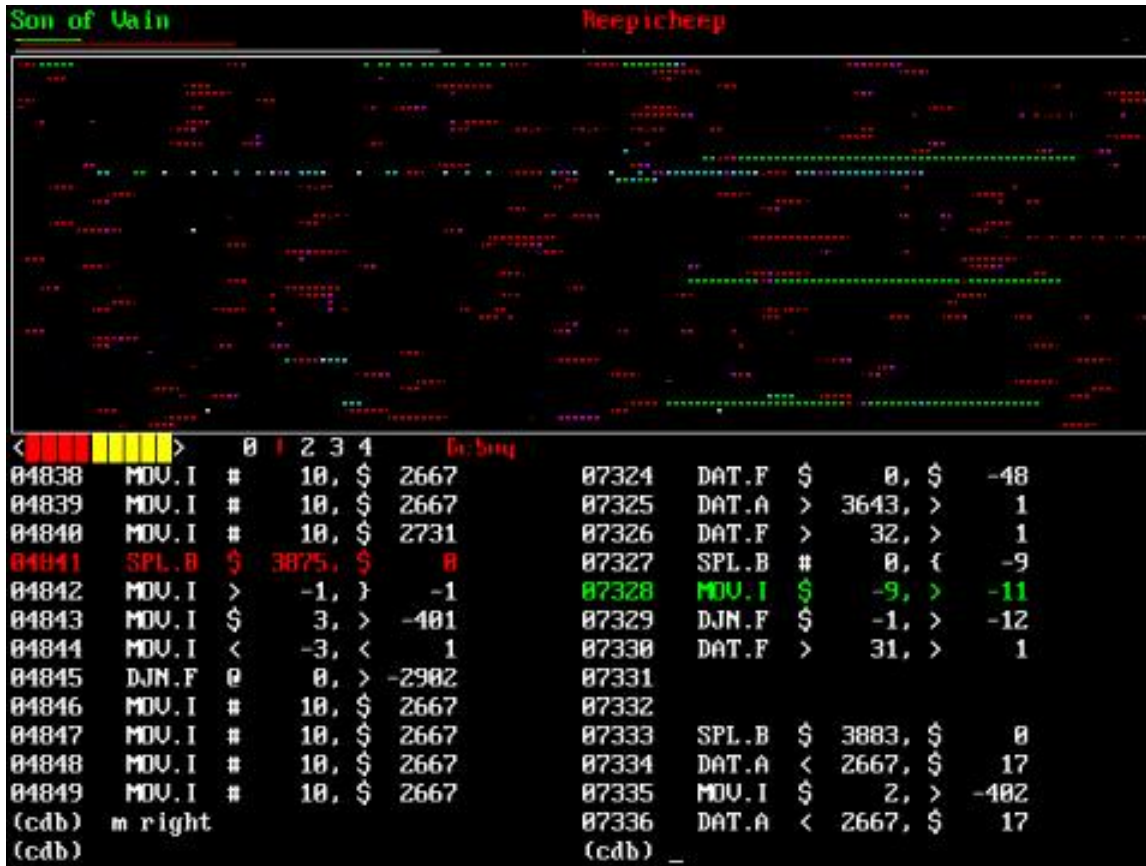 Son of Vain Reepicheep
< > 0 1 2 3 4 Debug
04838 MOV.I # 10, $ 2667 07324 DAT.F $ 0, $ -48
04839 MOV.I # 10, $ 2667 07325 DAT.A > 3643, > 1
04840 MOV.I # 10, $ 2731 07326 DAT.F > 32, > 1
04841 SPL.B $ 3875, $ 0 07327 SPL.B # 0, { -9
04842 MOV.I > -1, } -1 07328 MOV.I $ -9, > -11
04843 MOV.I $ 3, > -401 07329 DJN.F $ -1, > -12
04844 MOV.I < -3, < 1 07330 DAT.F > 31, > 1
04845 DJN.F @ 0, > -2902 07331
04846 MOV.I # 10, $ 2667 07332
04847 MOV.I # 10, $ 2667 07333 SPL.B $ 3883, $ 0
04848 MOV.I # 10, $ 2667 07334 DAT.A < 2667, $ 17
04849 MOV.I # 10, $ 2667 07335 MOV.I $ 2, > -402
(cdb) m right 07336 DAT.A < 2667, $ 17
(cdb) (cdb) _